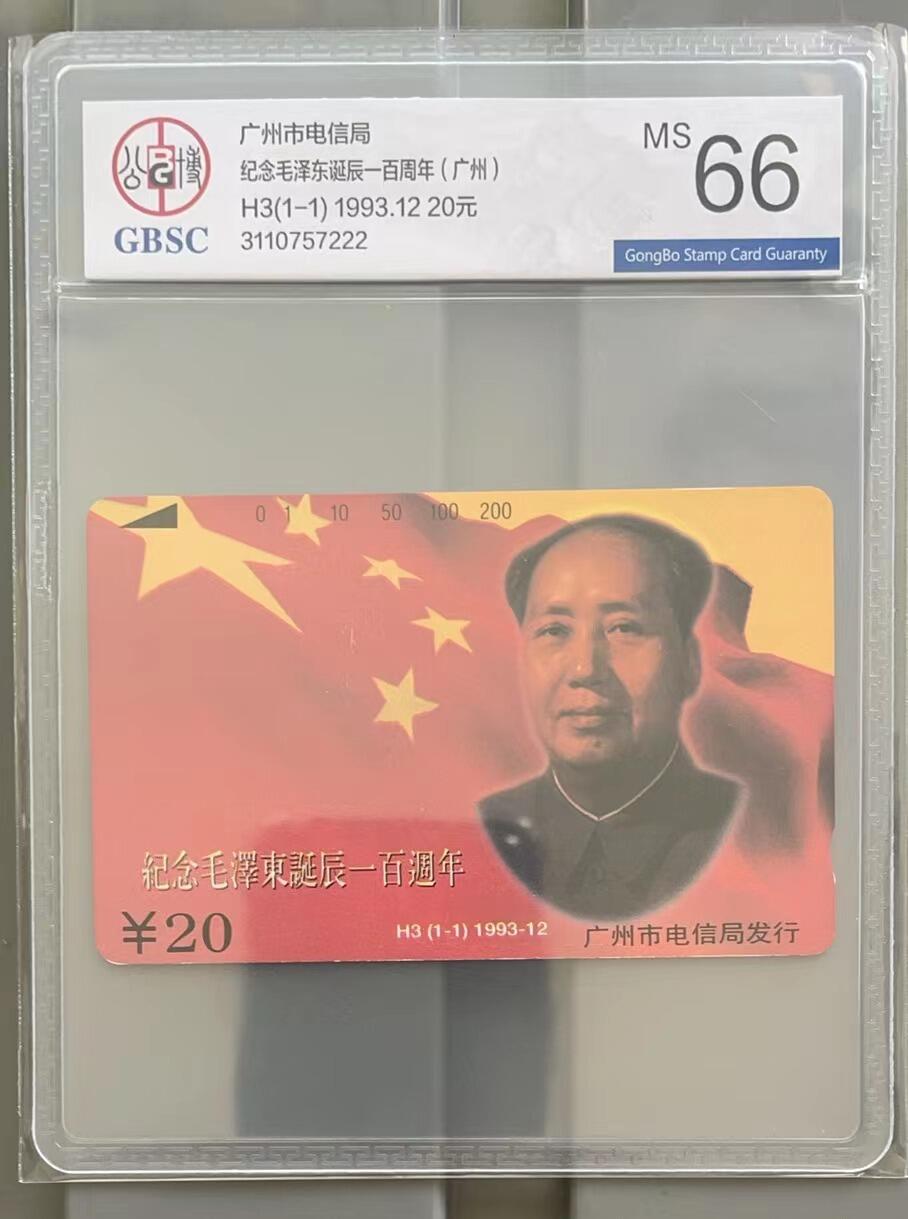 公博
BG
GBSC
广州市电信局
纪念毛泽东诞辰一百周年（广州）
H3(1-1) 1993.12 20元
3110757222
MS 66
GongBo Stamp Card Guaranty
0 1 10 50 100 200
紀念毛澤東誕辰一百週年
¥20
H3 (1-1) 1993-12
广州市电信局发行